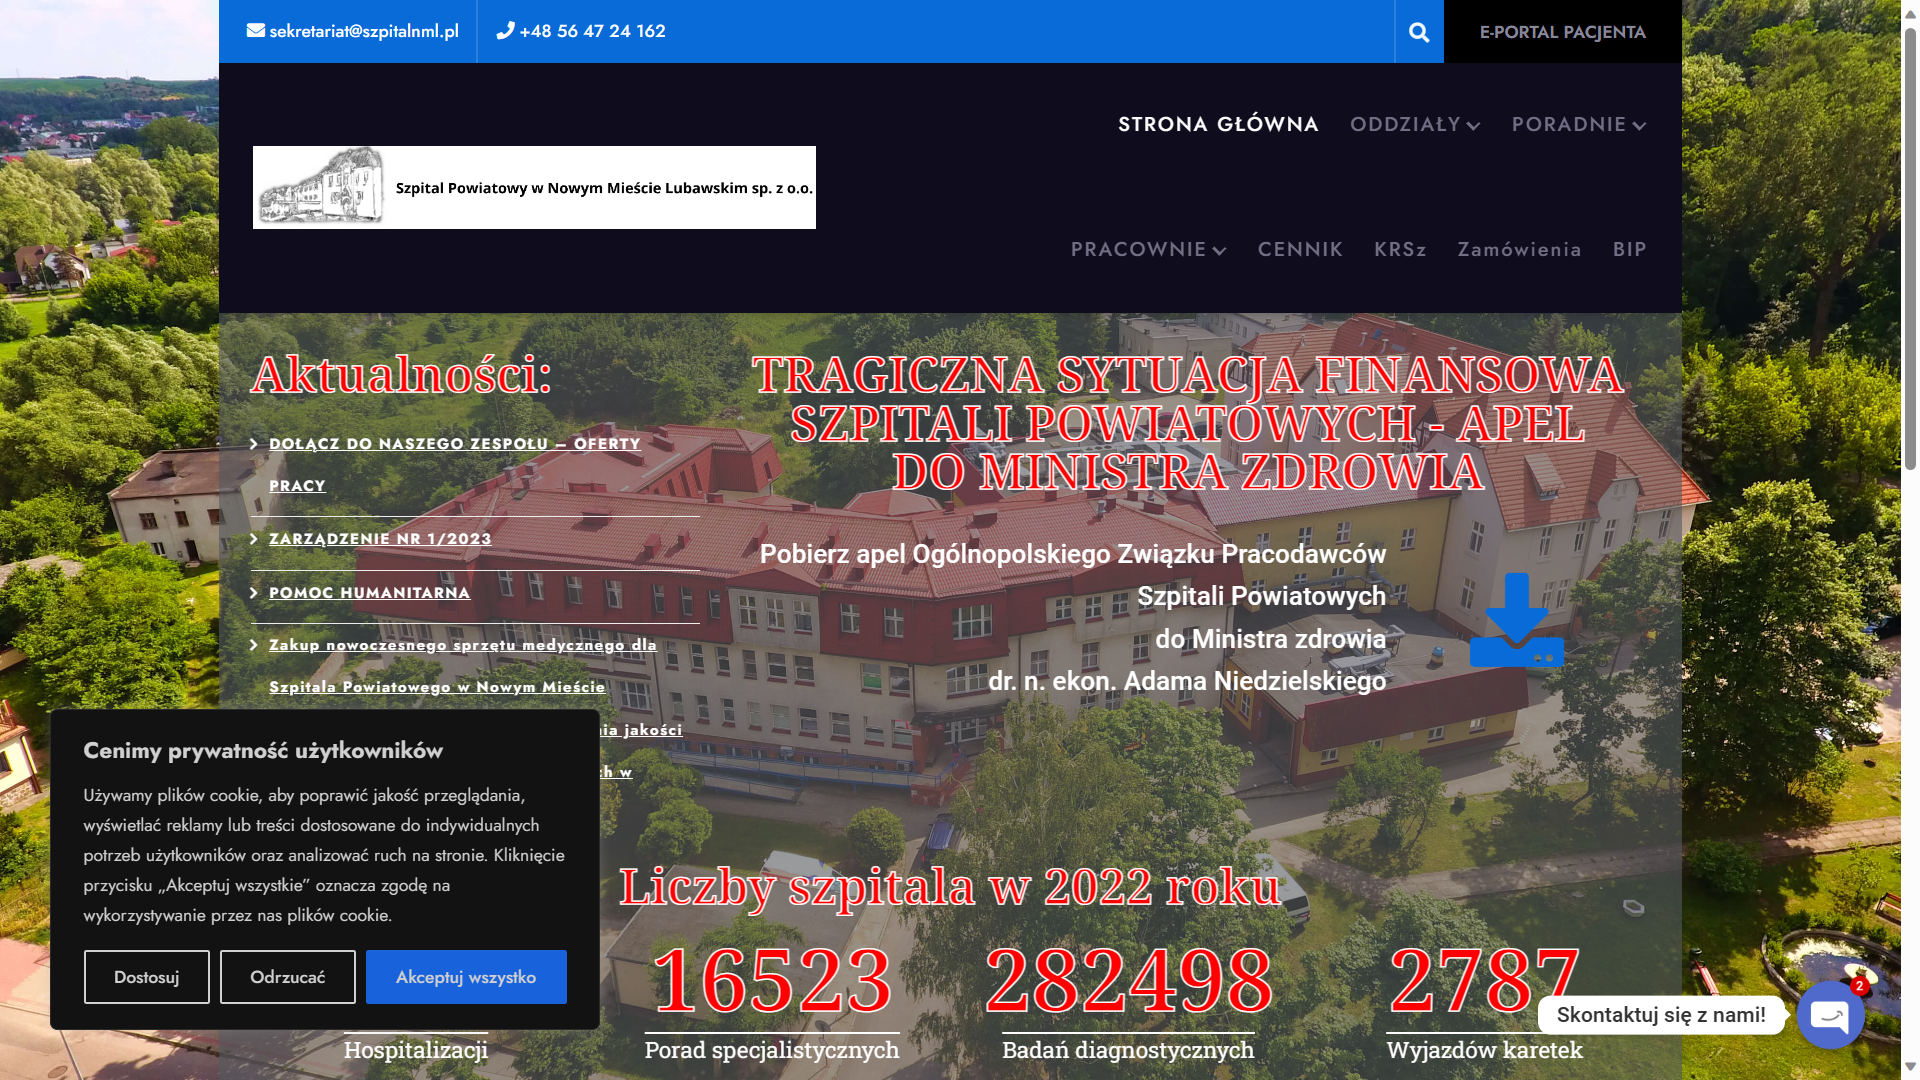 sekretariat@szpitalnml.pl
+48 56 47 24 162
E-PORTAL PACJENTA
Szpital Powiatowy w Nowym Mieście Lubawskim sp. z o.o.
STRONA GŁÓWNA
ODDZIAŁY
PORADNIE
PRACOWNIE
CENNIK
KRSz
Zamówienia
BIP
Aktualności:
DOŁĄCZ DO NASZEGO ZESPOŁU – OFERTY
PRACY
ZARZĄDZENIE NR 1/2023
POMOC HUMANITARNA
Zakup nowoczesnego sprzętu medycznego dla
Szpitala Powiatowego w Nowym Mieście
jakości
w
TRAGICZNA SYTUACJA FINANSOWA
SZPITALI POWIATOWYCH - APEL
DO MINISTRA ZDROWIA
Pobierz apel Ogólnopolskiego Związku Pracodawców
Szpitali Powiatowych
do Ministra zdrowia
dr. n. ekon. Adama Niedzielskiego
Liczby szpitala w 2022 roku
Hospitalizacji
16523
Porad specjalistycznych
282498
Badań diagnostycznych
2787
Wyjazdów karetek
Cenimy prywatność użytkowników
Używamy plików cookie, aby poprawić jakość przeglądania,
wyświetlać reklamy lub treści dostosowane do indywidualnych
potrzeb użytkowników oraz analizować ruch na stronie. Kliknięcie
przycisku „Akceptuj wszystkie” oznacza zgodę na
wykorzystywanie przez nas plików cookie.
Dostosuj
Odrzucać
Akceptuj wszystko
Skontaktuj się z nami!
2